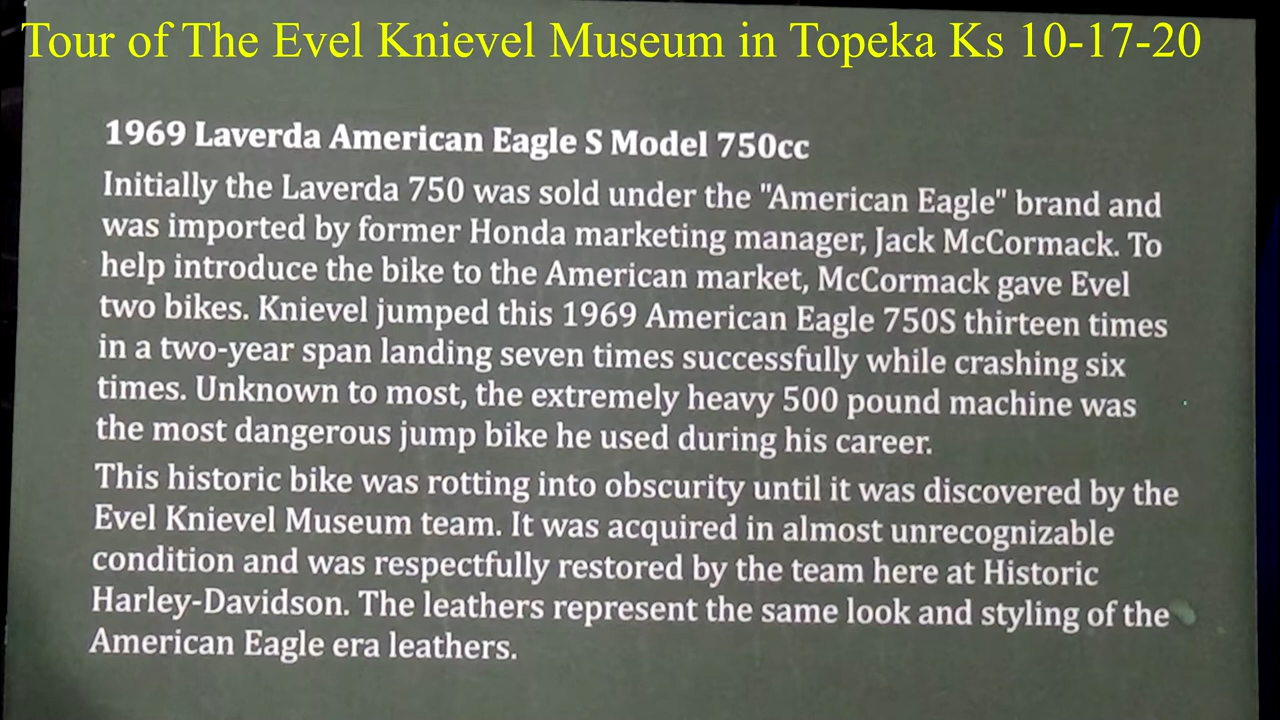 Tour of The Evel Knievel Museum in Topeka Ks 10-17-20
1969 Laverda American Eagle S Model 750cc
Initially the Laverda 750 was sold under the "American Eagle" brand and
was imported by former Honda marketing manager, Jack McCormack. To
help introduce the bike to the American market, McCormack gave Evel
two bikes. Knievel jumped this 1969 American Eagle 750S thirteen times
in a two-year span landing seven times successfully while crashing six
times. Unknown to most, the extremely heavy 500 pound machine was
the most dangerous jump bike he used during his career.
This historic bike was rotting into obscurity until it was discovered by the
Evel Knievel Museum team. It was acquired in almost unrecognizable
condition and was respectfully restored by the team here at Historic
Harley-Davidson. The leathers represent the same look and styling of the
American Eagle era leathers.